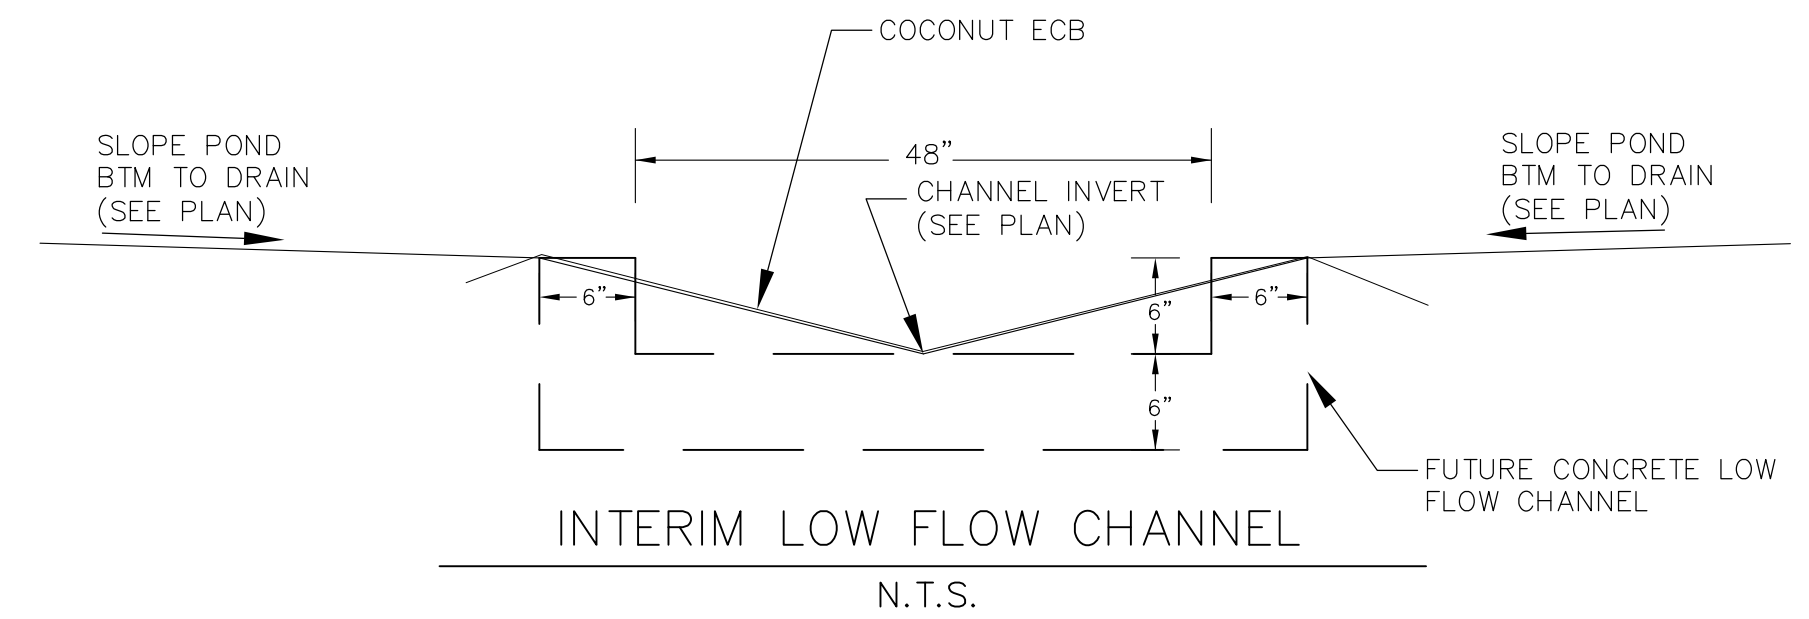 COCONUT ECB
SLOPE POND
BTM TO DRAIN
(SEE PLAN)
48"
CHANNEL INVERT
(SEE PLAN)
SLOPE POND
BTM TO DRAIN
(SEE PLAN)
6"
6"
6"
6"
FUTURE CONCRETE LOW
FLOW CHANNEL
INTERIM LOW FLOW CHANNEL
N.T.S.